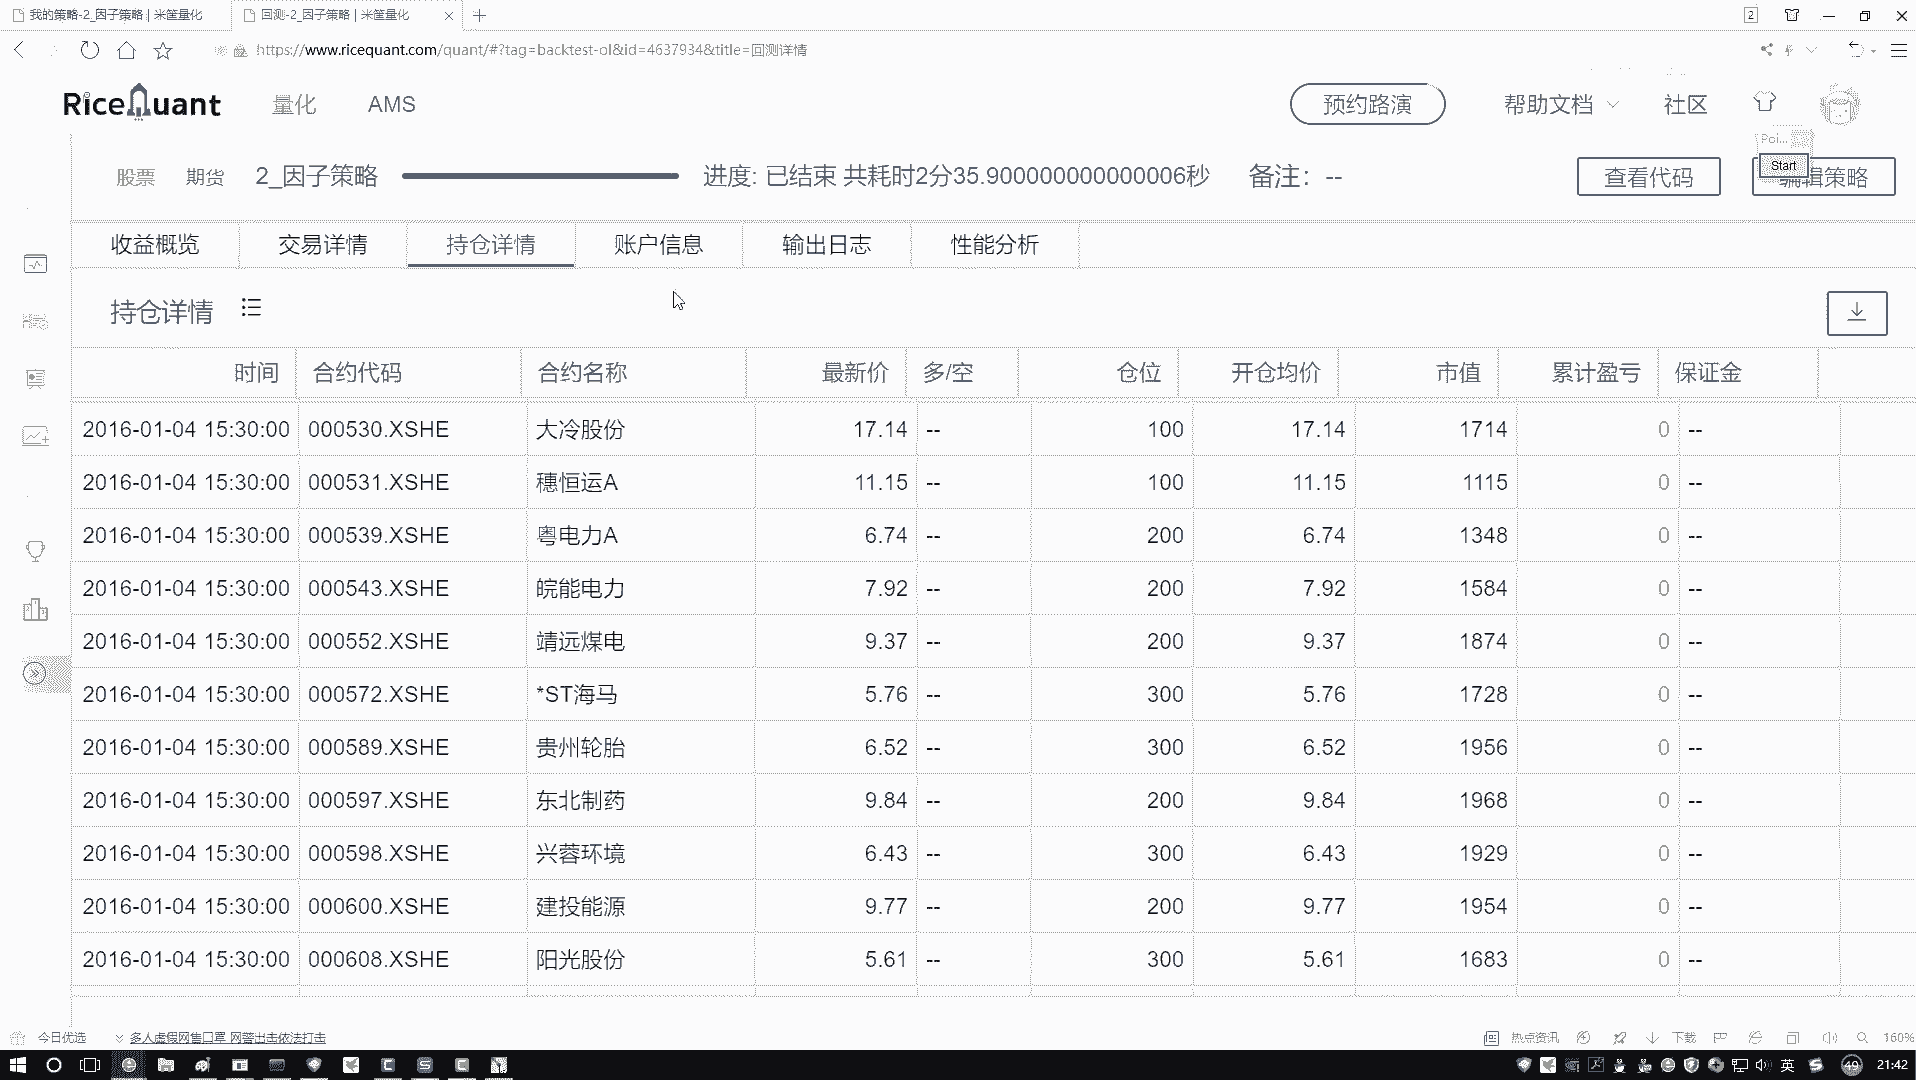 我的策略-2_因子策略 | 米筐量化
回测-2_因子策略 | 米筐量化
2
https://www.ricequant.com/quant/#?tag=backtest-ol&id=4637934&title=回测详情
RiceQuant 量化 AMS 预约路演 帮助文档 社区
Poi...
Start
股票 期货 2_因子策略 进度: 已结束 共耗时2分35.900000000000006秒 备注: -- 查看代码 编辑策略
收益概览 交易详情 持仓详情 账户信息 输出日志 性能分析
持仓详情
时间 合约代码 合约名称 最新价 多/空 仓位 开仓均价 市值 累计盈亏 保证金
2016-01-04 15:30:00 000530.XSHE 大冷股份 17.14 -- 100 17.14 1714 0 --
2016-01-04 15:30:00 000531.XSHE 穗恒运A 11.15 -- 100 11.15 1115 0 --
2016-01-04 15:30:00 000539.XSHE 粤电力A 6.74 -- 200 6.74 1348 0 --
2016-01-04 15:30:00 000543.XSHE 皖能电力 7.92 -- 200 7.92 1584 0 --
2016-01-04 15:30:00 000552.XSHE 靖远煤电 9.37 -- 200 9.37 1874 0 --
2016-01-04 15:30:00 000572.XSHE *ST海马 5.76 -- 300 5.76 1728 0 --
2016-01-04 15:30:00 000589.XSHE 贵州轮胎 6.52 -- 300 6.52 1956 0 --
2016-01-04 15:30:00 000597.XSHE 东北制药 9.84 -- 200 9.84 1968 0 --
2016-01-04 15:30:00 000598.XSHE 兴蓉环境 6.43 -- 300 6.43 1929 0 --
2016-01-04 15:30:00 000600.XSHE 建投能源 9.77 -- 200 9.77 1954 0 --
2016-01-04 15:30:00 000608.XSHE 阳光股份 5.61 -- 300 5.61 1683 0 --
今日优选 多人虚假网售口罩 网警出击依法打击 热点资讯 下载 160%
英 49 21:42